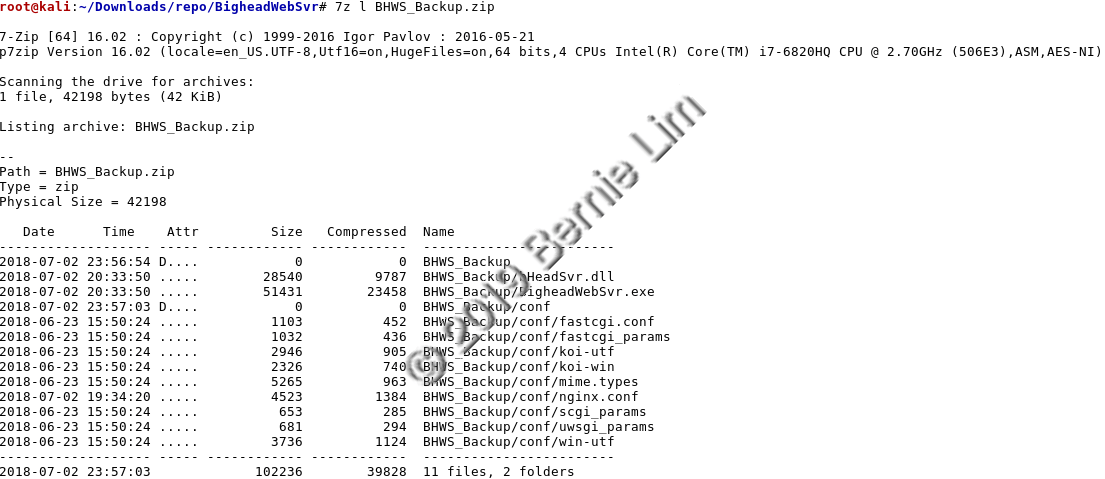 root@kali:~/Downloads/repo/BigheadWebSvr# 7z l BHWS_Backup.zip

7-Zip [64] 16.02 : Copyright (c) 1999-2016 Igor Pavlov : 2016-05-21
p7zip Version 16.02 (locale=en_US.UTF-8,Utf16=on,HugeFiles=on,64 bits,4 CPUs Intel(R) Core(TM) i7-6820HQ CPU @ 2.70GHz (506E3),ASM,AES-NI)

Scanning the drive for archives:
1 file, 42198 bytes (42 KiB)

Listing archive: BHWS_Backup.zip

--
Path = BHWS_Backup.zip
Type = zip
Physical Size = 42198

   Date      Time    Attr         Size   Compressed  Name
------------------- ----- ------------ ------------  ------------------------
2018-07-02 23:56:54 D....            0            0  BHWS_Backup
2018-07-02 20:33:50 .....        28540         9787  BHWS_Backup/bHeadSvr.dll
2018-07-02 20:33:50 .....        51431        23458  BHWS_Backup/BigheadWebSvr.exe
2018-07-02 23:57:03 D....            0            0  BHWS_Backup/conf
2018-06-23 15:50:24 .....         1103          452  BHWS_Backup/conf/fastcgi.conf
2018-06-23 15:50:24 .....         1032          436  BHWS_Backup/conf/fastcgi_params
2018-06-23 15:50:24 .....         2946          905  BHWS_Backup/conf/koi-utf
2018-06-23 15:50:24 .....         2326          740  BHWS_Backup/conf/koi-win
2018-06-23 15:50:24 .....         5265          963  BHWS_Backup/conf/mime.types
2018-07-02 19:34:20 .....         4523         1384  BHWS_Backup/conf/nginx.conf
2018-06-23 15:50:24 .....          653          285  BHWS_Backup/conf/scgi_params
2018-06-23 15:50:24 .....          681          294  BHWS_Backup/conf/uwsgi_params
2018-06-23 15:50:24 .....         3736         1124  BHWS_Backup/conf/win-utf
------------------- ----- ------------ ------------  ------------------------
2018-07-02 23:57:03             102236        39828  11 files, 2 folders
© 2019 Bernie Lim